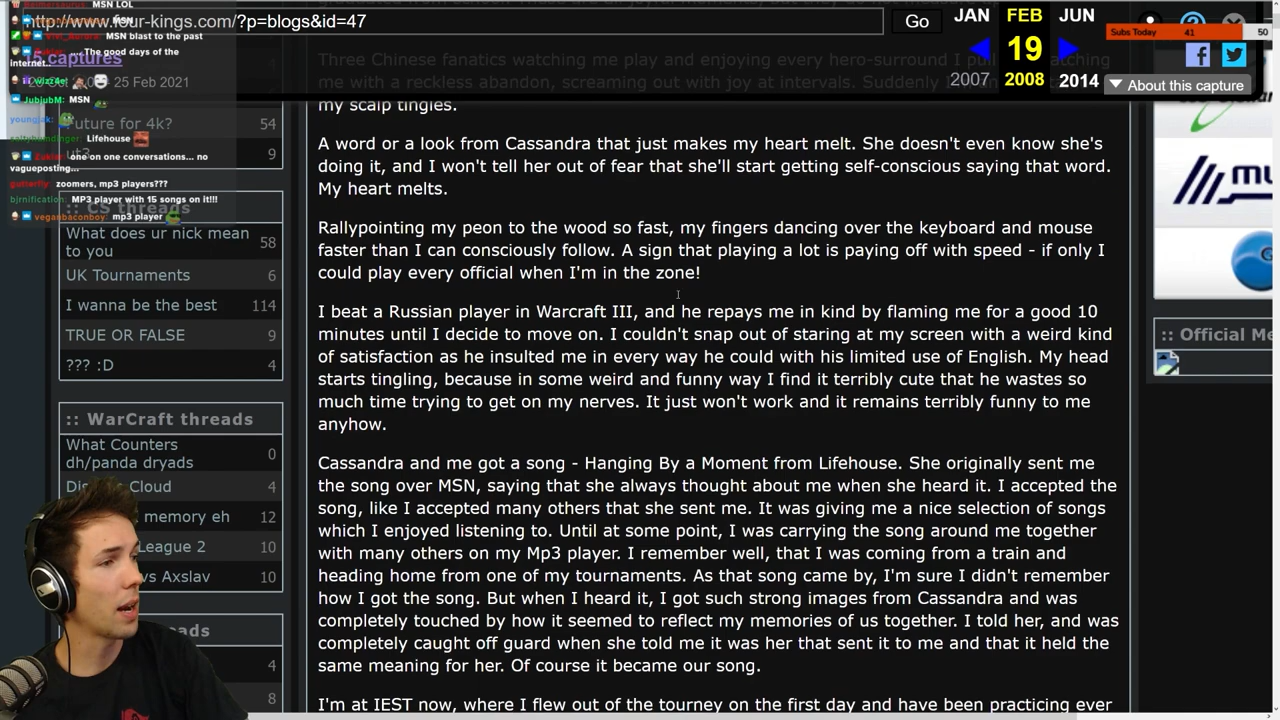 http://www.four-kings.com/?p=blogs&id=47
Go
JAN
FEB
JUN
19
2007
2008
2014
15 captures
25 Feb 2021
About this capture
Subs Today 41
50
MSN LOL
MSN
MSN blast to the past
...The good days of the
internet..
wizz4e:
JubjubM: MSN
youngjak:
Lifehouse
Zukiar: one on one conversations... no
vagueposting...
gutterfly: zoomers, mp3 players???
bjrnification: MP3 player with 15 songs on it!!!
veganbaconboy: mp3 player
Future for 4k? 54
9
:: CS threads
What does ur nick mean
to you 58
UK Tournaments 6
I wanna be the best 114
TRUE OR FALSE 9
??? :D 4
:: WarCraft threads
What Counters
dh/panda dryads 0
Cloud 4
memory eh 12
League 2 10
vs Axslav 10
4
8
Three Chinese fanatics watching me play and enjoying every hero-surround I pull
me with a reckless abandon, screaming out with joy at intervals. Suddenly
my scalp tingles.
A word or a look from Cassandra that just makes my heart melt. She doesn't even know she's
doing it, and I won't tell her out of fear that she'll start getting self-conscious saying that word.
My heart melts.
Rallypointing my peon to the wood so fast, my fingers dancing over the keyboard and mouse
faster than I can consciously follow. A sign that playing a lot is paying off with speed - if only I
could play every official when I'm in the zone!
I beat a Russian player in Warcraft III, and he repays me in kind by flaming me for a good 10
minutes until I decide to move on. I couldn't snap out of staring at my screen with a weird kind
of satisfaction as he insulted me in every way he could with his limited use of English. My head
starts tingling, because in some weird and funny way I find it terribly cute that he wastes so
much time trying to get on my nerves. It just won't work and it remains terribly funny to me
anyhow.
Cassandra and me got a song - Hanging By a Moment from Lifehouse. She originally sent me
the song over MSN, saying that she always thought about me when she heard it. I accepted the
song, like I accepted many others that she sent me. It was giving me a nice selection of songs
which I enjoyed listening to. Until at some point, I was carrying the song around me together
with many others on my Mp3 player. I remember well, that I was coming from a train and
heading home from one of my tournaments. As that song came by, I'm sure I didn't remember
how I got the song. But when I heard it, I got such strong images from Cassandra and was
completely touched by how it seemed to reflect my memories of us together. I told her, and was
completely caught off guard when she told me it was her that sent it to me and that it held the
same meaning for her. Of course it became our song.
I'm at IEST now, where I flew out of the tourney on the first day and have been practicing ever
:: Official Me